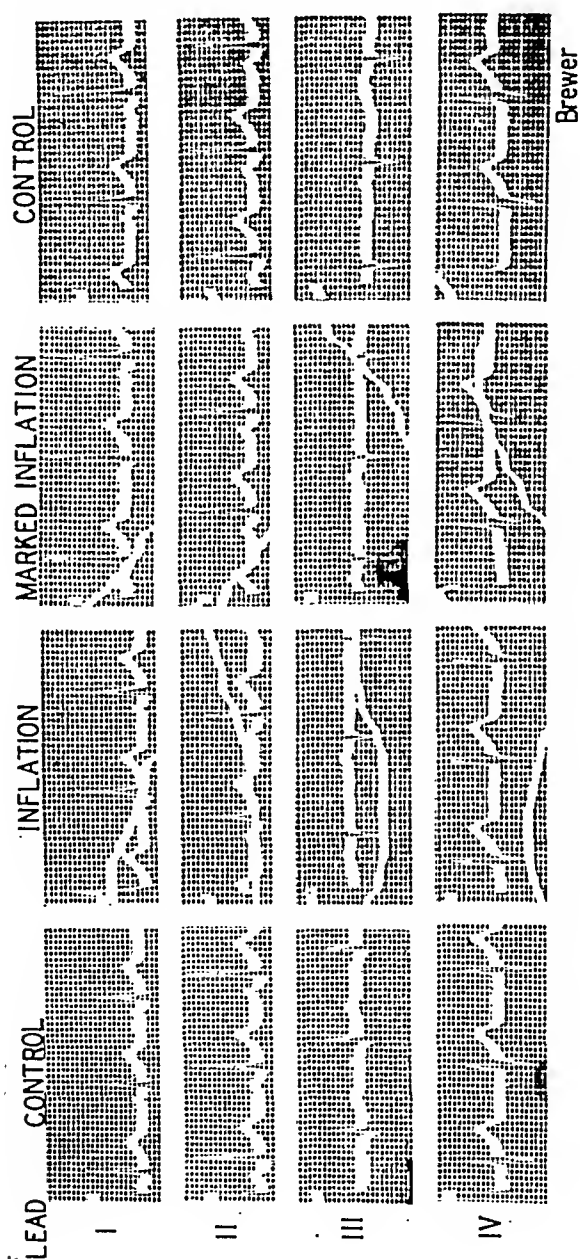 LEAD CONTROL INFLATION MARKED INFLATION CONTROL
I
II
III
IV
Brewer